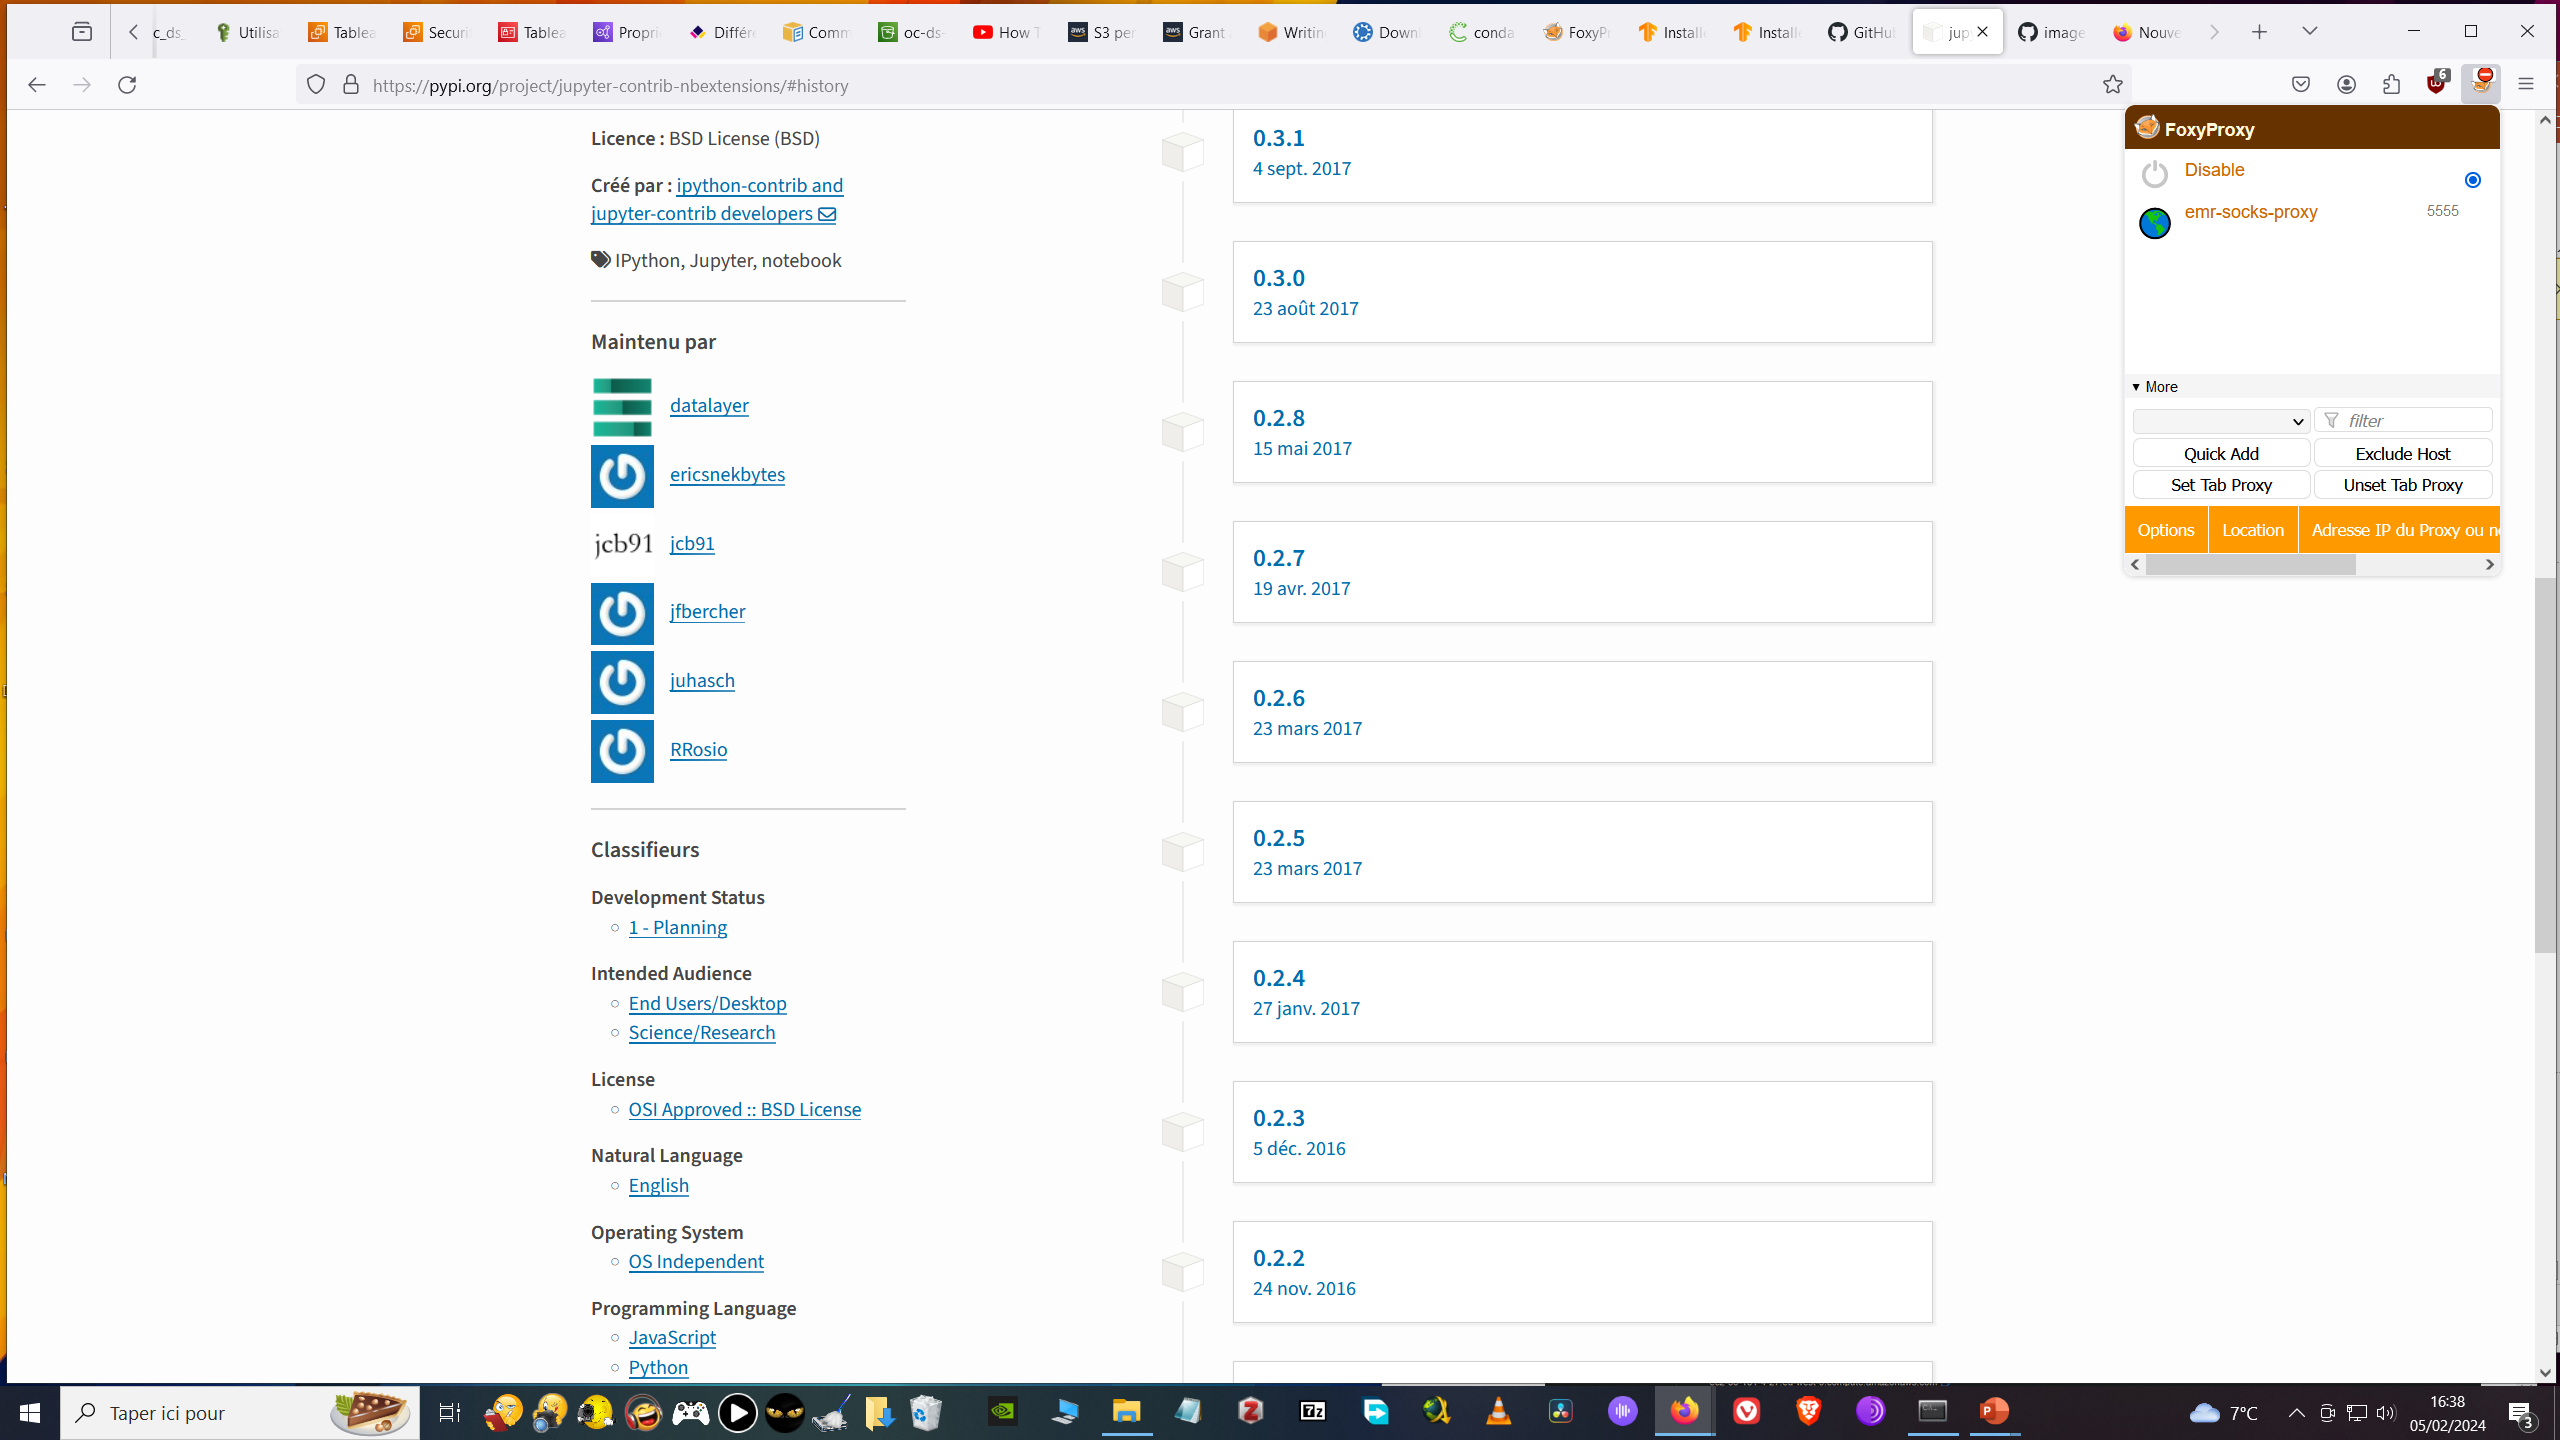 c_ds_
Utilisa
Tablea
Securi
Tablea
Propri
Différe
Comm
oc-ds-
How T
S3 per
Grant
Writin
Downl
conda
FoxyPr
Installe
Installe
GitHub
jup
image
Nouve
https://pypi.org/project/jupyter-contrib-nbextensions/#history
6
Licence : BSD License (BSD)
Créé par : ipython-contrib and
jupyter-contrib developers
IPython, Jupyter, notebook
Maintenu par
datalayer
ericsnekbytes
jcb91 jcb91
jfbercher
juhasch
RRosio
Classifieurs
Development Status
1 - Planning
Intended Audience
End Users/Desktop
Science/Research
License
OSI Approved :: BSD License
Natural Language
English
Operating System
OS Independent
Programming Language
JavaScript
Python
0.3.1
4 sept. 2017
0.3.0
23 août 2017
0.2.8
15 mai 2017
0.2.7
19 avr. 2017
0.2.6
23 mars 2017
0.2.5
23 mars 2017
0.2.4
27 janv. 2017
0.2.3
5 déc. 2016
0.2.2
24 nov. 2016
FoxyProxy
Disable
emr-socks-proxy 5555
▾ More
filter
Quick Add Exclude Host
Set Tab Proxy Unset Tab Proxy
Options Location Adresse IP du Proxy ou n
Taper ici pour
7°C
16:38
05/02/2024
3